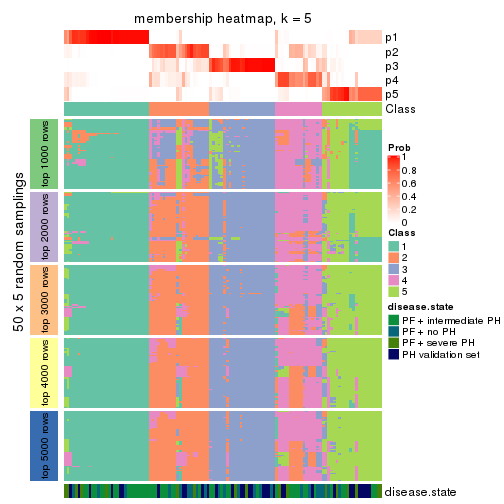 membership heatmap, k = 5
p1
p2
p3
p4
p5
Class
50 x 5 random samplings
top 1000 rows
top 2000 rows
top 3000 rows
top 4000 rows
top 5000 rows
disease.state
Prob
1
0.8
0.6
0.4
0.2
0
Class
1
2
3
4
5
disease.state
PF+ intermediate PH
PF+ no PH
PF+ severe PH
PH validation set